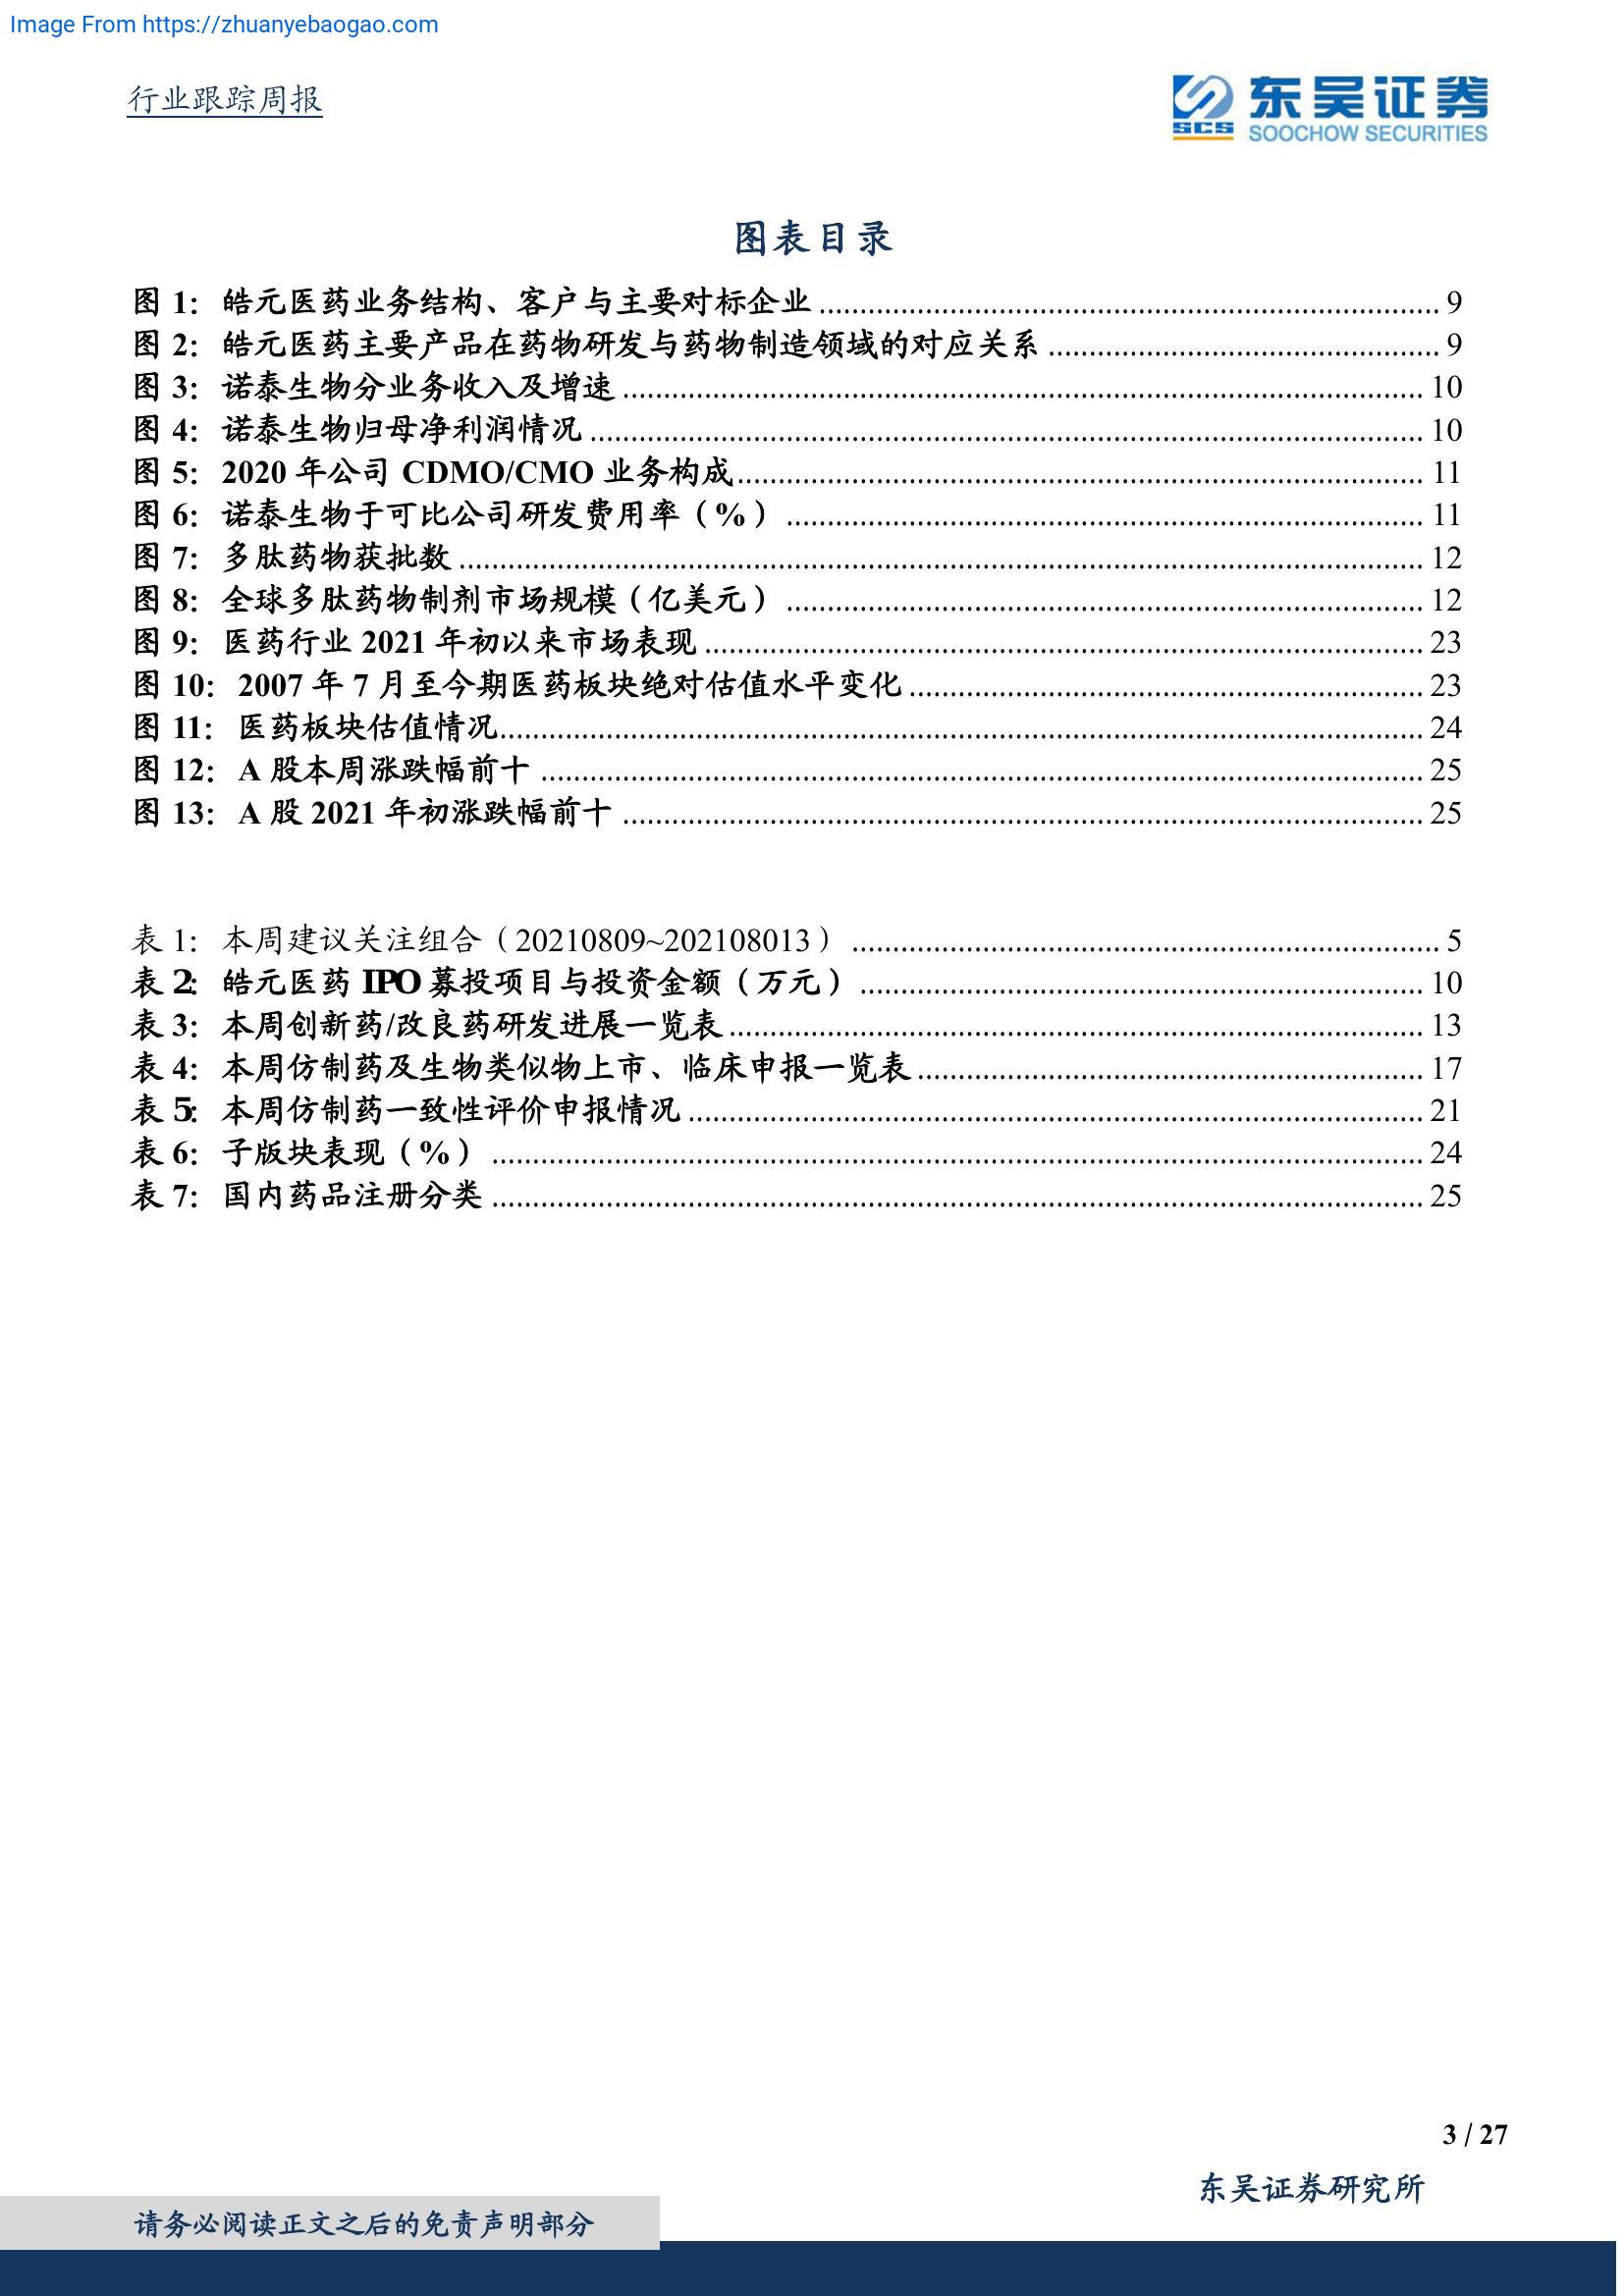 Image From https://zhuanyebaogao.com
行业跟踪周报
东吴证券
SCS
SOOCHOW SECURITIES
图表目录
图 1：皓元医药业务结构、客户与主要对标企业 ........ 9
图 2：皓元医药主要产品在药物研发与药物制造领域的对应关系 ........ 9
图 3：诺泰生物分业务收入及增速 ........ 10
图 4：诺泰生物归母净利润情况 ........ 10
图 5：2020 年公司 CDMO/CMO 业务构成 ........ 11
图 6：诺泰生物于可比公司研发费用率（%） ........ 11
图 7：多肽药物获批数 ........ 12
图 8：全球多肽药物制剂市场规模（亿美元） ........ 12
图 9：医药行业 2021 年初以来市场表现 ........ 23
图 10：2007 年 7 月至今期医药板块绝对估值水平变化 ........ 23
图 11：医药板块估值情况 ........ 24
图 12：A 股本周涨跌幅前十 ........ 25
图 13：A 股 2021 年初涨跌幅前十 ........ 25
表 1：本周建议关注组合（20210809~202108013） ........ 5
表 2：皓元医药 IPO 募投项目与投资金额（万元） ........ 10
表 3：本周创新药/改良药研发进展一览表 ........ 13
表 4：本周仿制药及生物类似物上市、临床申报一览表 ........ 17
表 5：本周仿制药一致性评价申报情况 ........ 21
表 6：子版块表现（%） ........ 24
表 7：国内药品注册分类 ........ 25
3 / 27
东吴证券研究所
请务必阅读正文之后的免责声明部分